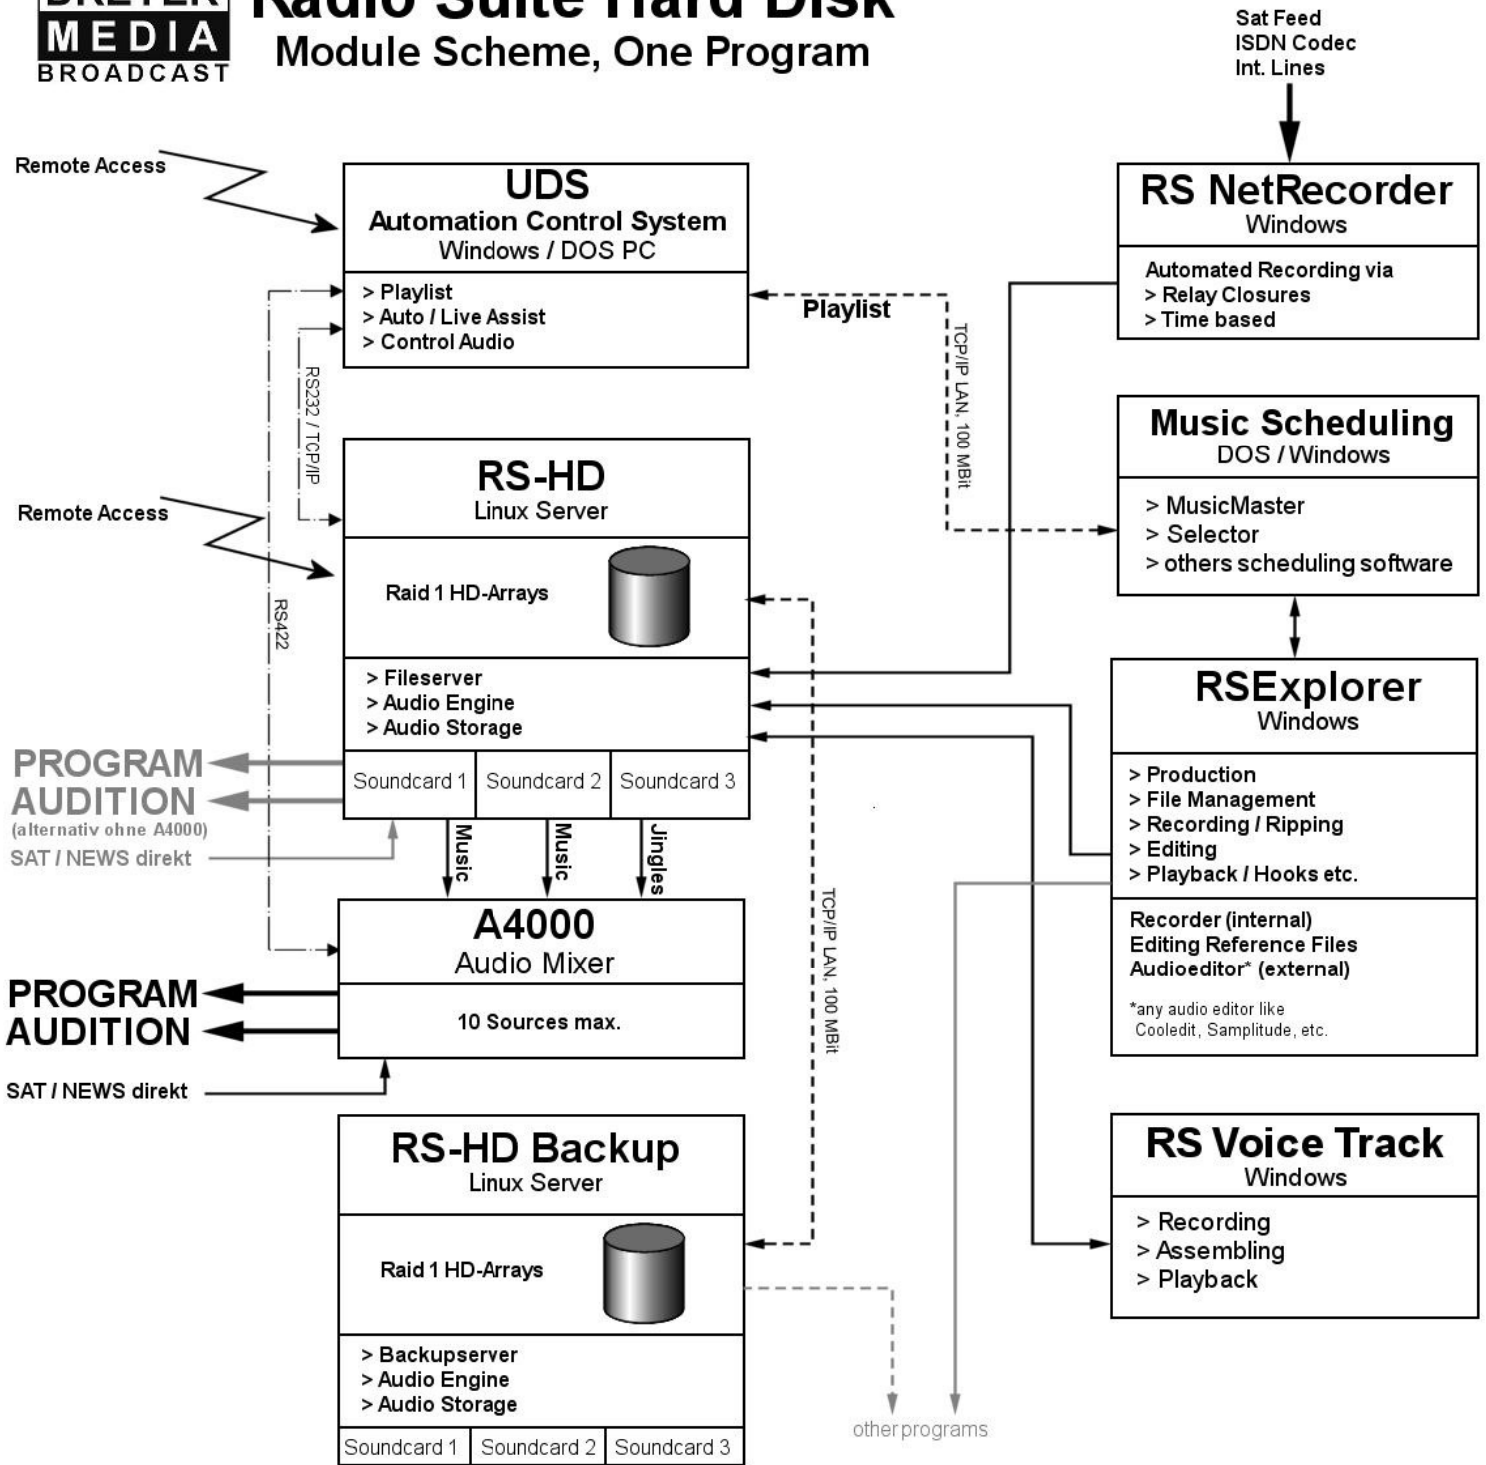 BREYER
MEDIA
BROADCAST
Radio Suite Hard Disk
Module Scheme, One Program
Sat Feed
ISDN Codec
Int. Lines
Remote Access
UDS
Automation Control System
Windows / DOS PC
> Playlist
> Auto / Live Assist
> Control Audio
Playlist
TCP/IP LAN, 100 MBit
RS232 / TCP/IP
RS422
RS NetRecorder
Windows
Automated Recording via
> Relay Closures
> Time based
Music Scheduling
DOS / Windows
> MusicMaster
> Selector
> others scheduling software
Remote Access
RS-HD
Linux Server
Raid 1 HD-Arrays
> Fileserver
> Audio Engine
> Audio Storage
Soundcard 1
Soundcard 2
Soundcard 3
PROGRAM
AUDITION
(alternativ ohne A4000)
SAT / NEWS direkt
Music
Music
Jingles
RSExplorer
Windows
> Production
> File Management
> Recording / Ripping
> Editing
> Playback / Hooks etc.
Recorder (internal)
Editing Reference Files
Audioeditor* (external)
*any audio editor like
Cooledit, Samplitude, etc.
A4000
Audio Mixer
10 Sources max.
PROGRAM
AUDITION
SAT / NEWS direkt
TCP/IP LAN, 100 MBit
RS-HD Backup
Linux Server
Raid 1 HD-Arrays
> Backupserver
> Audio Engine
> Audio Storage
Soundcard 1
Soundcard 2
Soundcard 3
RS Voice Track
Windows
> Recording
> Assembling
> Playback
other programs